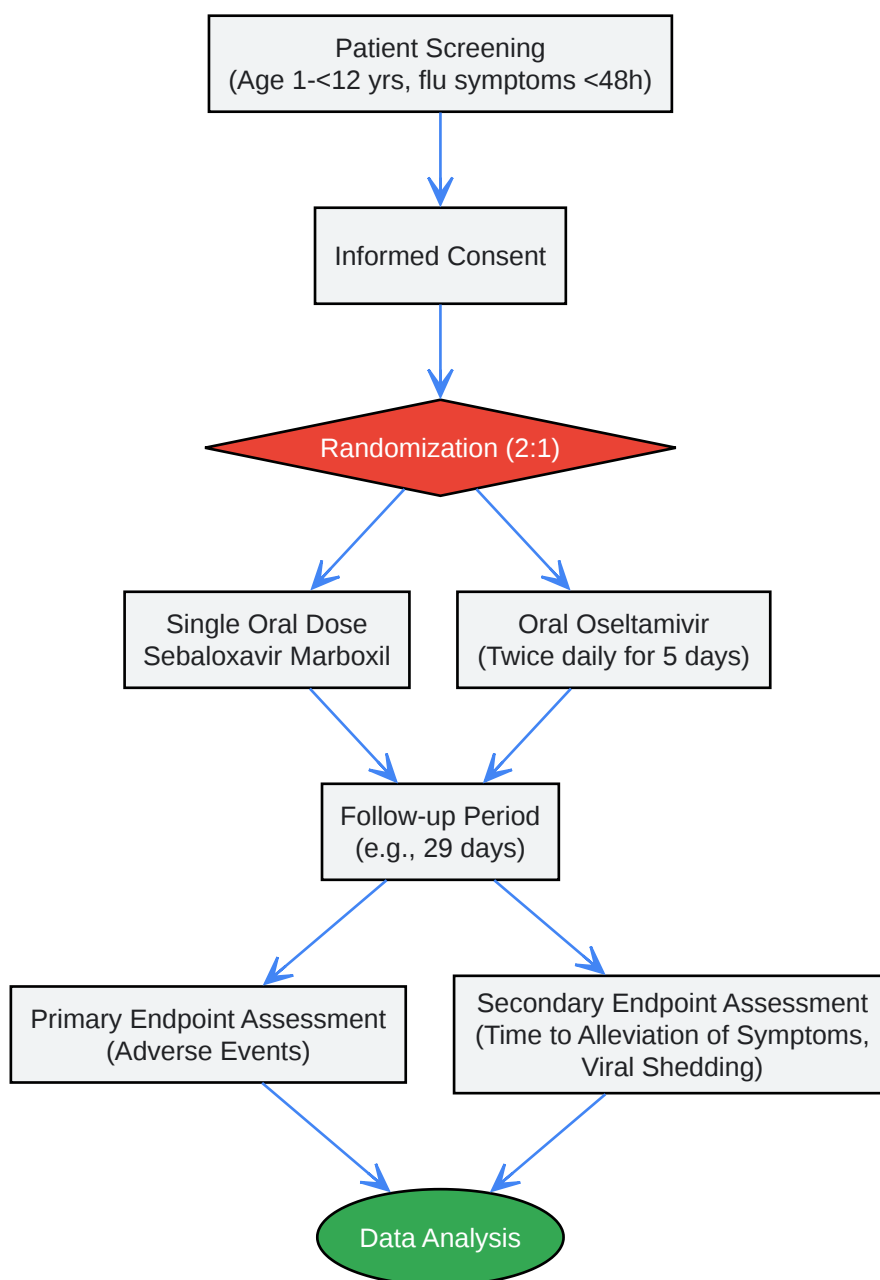 Patient Screening
(Age 1-<12 yrs, flu symptoms <48h)
Informed Consent
Randomization (2:1)
Single Oral Dose
Sebaloxavir Marboxil
Oral Oseltamivir
(Twice daily for 5 days)
Follow-up Period
(e.g., 29 days)
Primary Endpoint Assessment
(Adverse Events)
Secondary Endpoint Assessment
(Time to Alleviation of Symptoms,
Viral Shedding)
Data Analysis